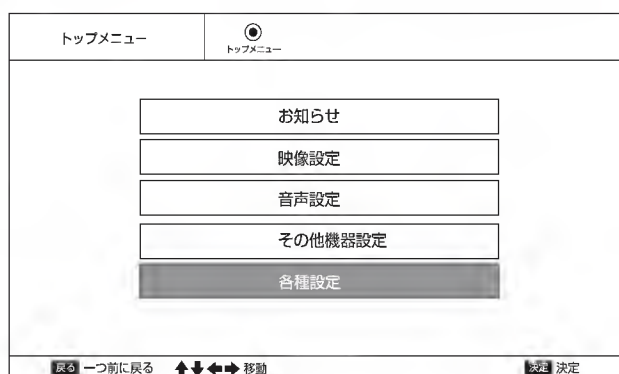 トップメニュー
トップメニュー
お知らせ
映像設定
音声設定
その他機器設定
各種設定
戻る 一つ前に戻る 移動 決定 決定